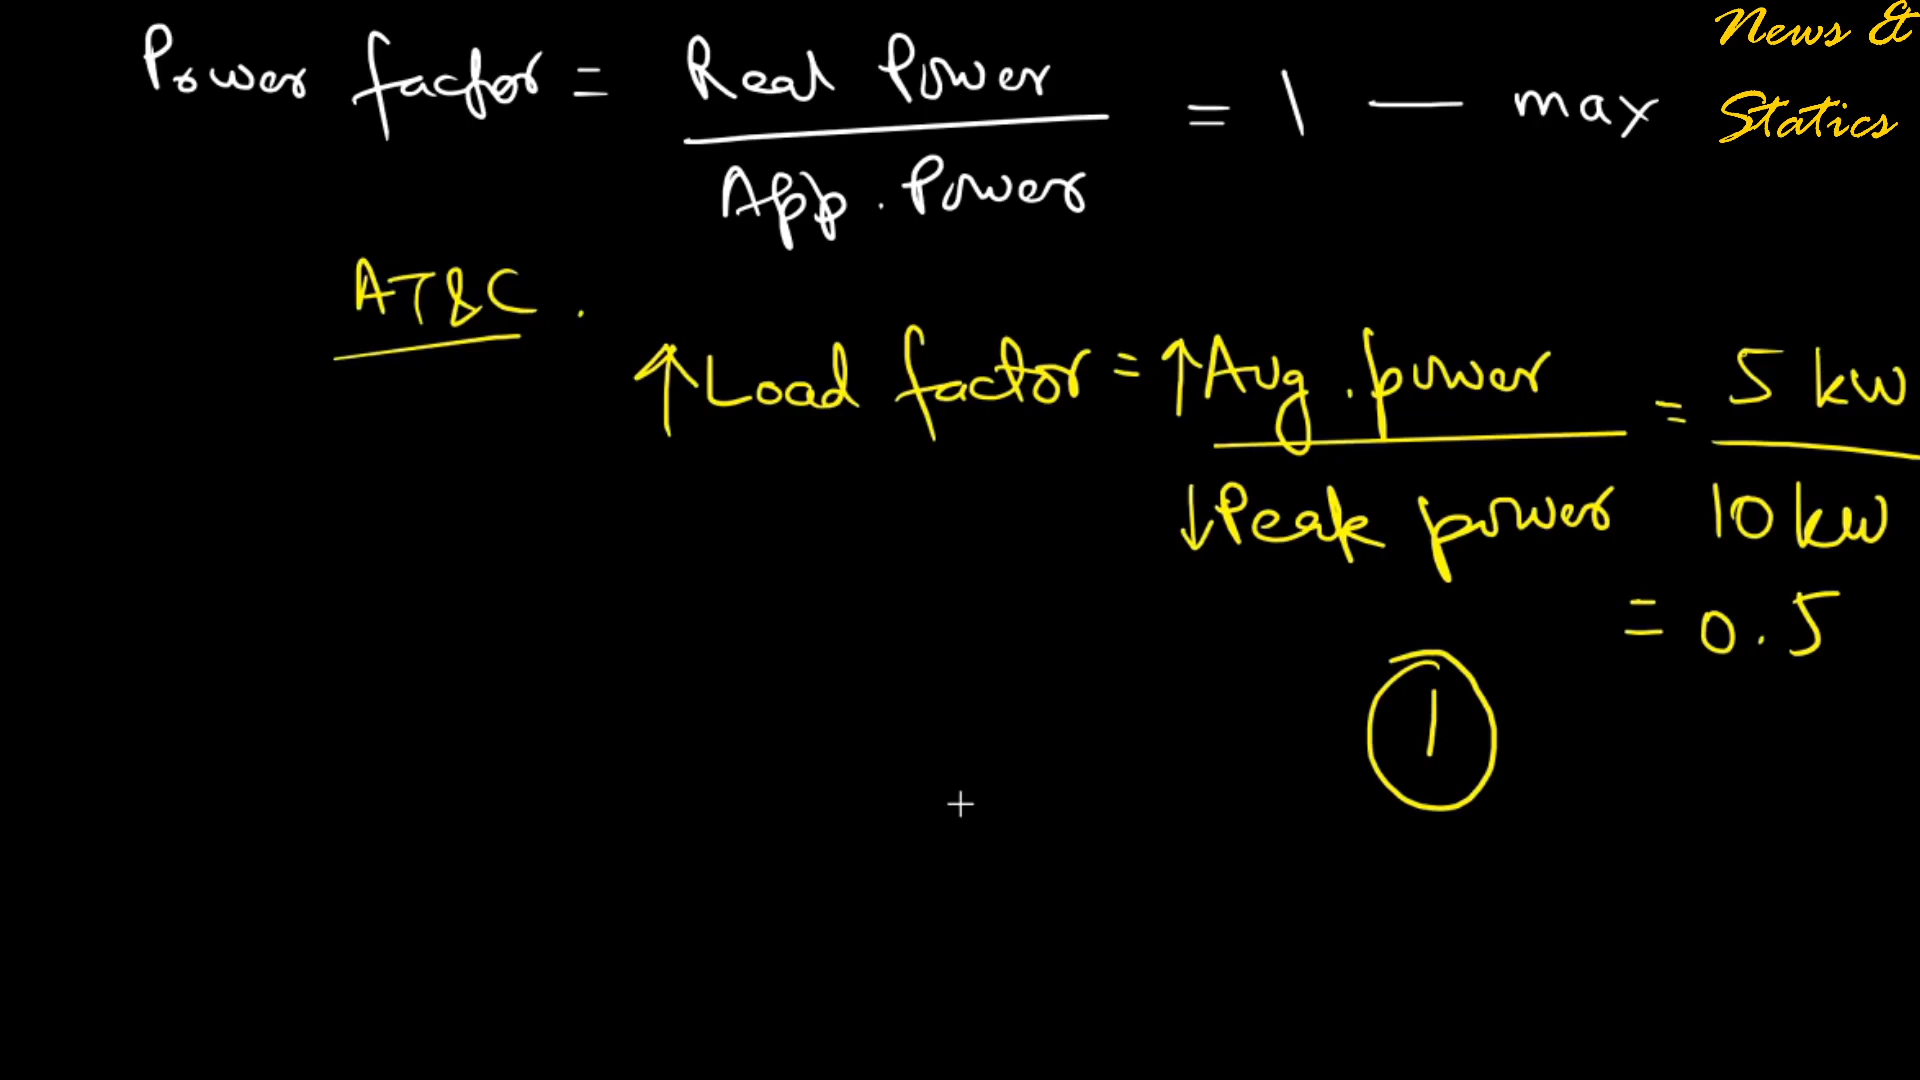 Power factor = Real Power / App. Power = 1 — max
News & Statics
AT&C.
↑ Load factor = ↑ Avg. power / ↓ Peak power = 5 kw / 10 kw
= 0.5
1